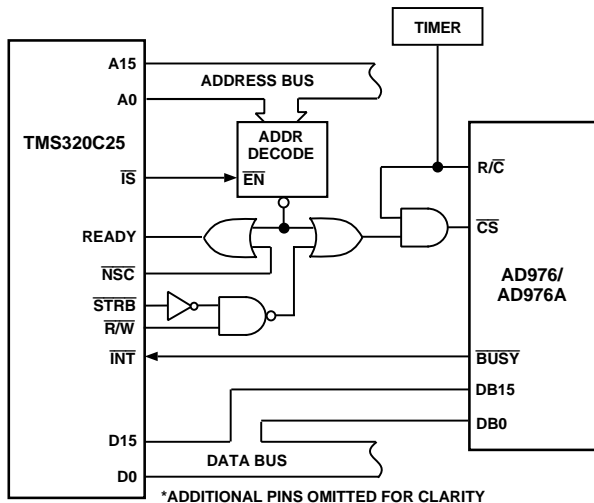 TIMER
A15
ADDRESS BUS
A0
ADDR
DECODE
TMS320C25
IS
EN
R/C
READY
CS
NSC
AD976/
AD976A
STRB
R/W
INT
BUSY
DB15
D15
DB0
DATA BUS
D0
*ADDITIONAL PINS OMITTED FOR CLARITY